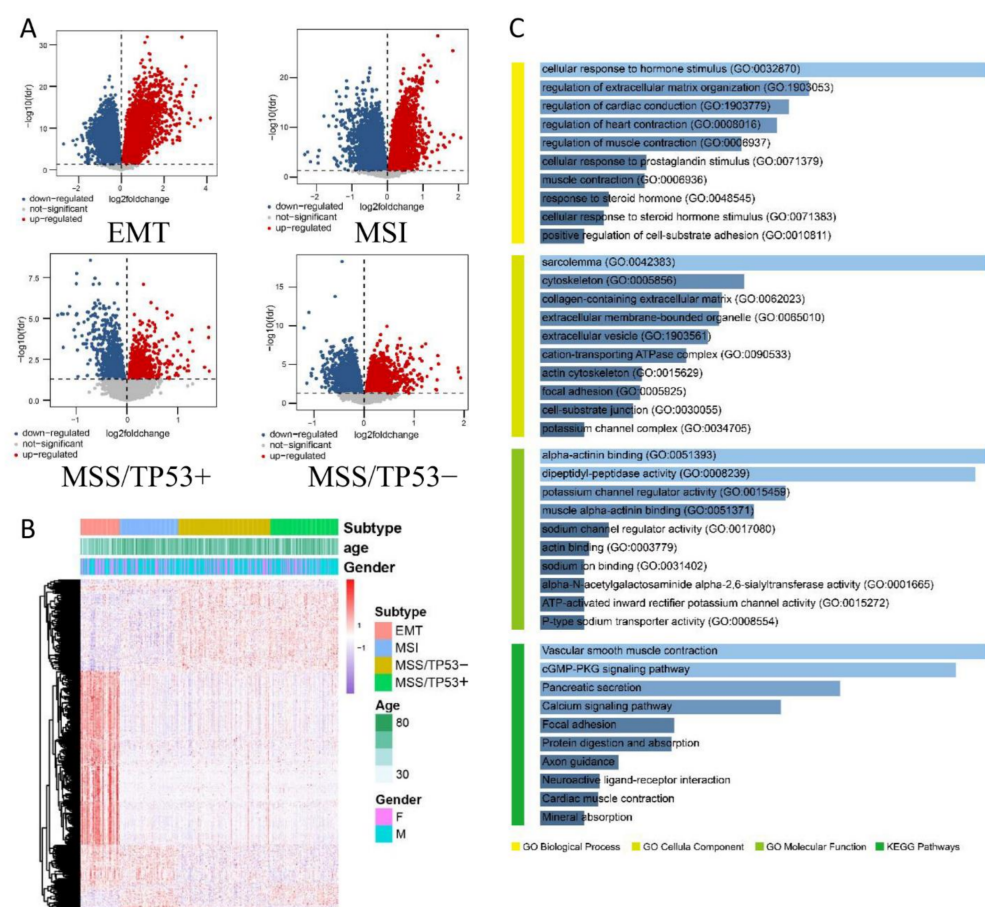 A
30
20
10
0
−log10(fdr)
−2
0
2
4
log2foldchange
down−regulated
not−significant
up−regulated
EMT
20
10
0
−log10(fdr)
−1
0
1
2
log2foldchange
down−regulated
not−significant
up−regulated
MSI
7.5
5.0
2.5
0.0
−log10(fdr)
−1
0
1
log2foldchange
down−regulated
not−significant
up−regulated
MSS/TP53+
15
10
5
0
−log10(fdr)
−1
0
1
2
log2foldchange
down−regulated
not−significant
up−regulated
MSS/TP53−
B
Subtype
age
Gender
1
−1
Subtype
EMT
MSI
MSS/TP53−
MSS/TP53+
Age
80
30
Gender
F
M
C
cellular response to hormone stimulus (GO:0032870)
regulation of extracellular matrix organization (GO:1903053)
regulation of cardiac conduction (GO:1903779)
regulation of heart contraction (GO:0008016)
regulation of muscle contraction (GO:0006937)
cellular response to prostaglandin stimulus (GO:0071379)
muscle contraction (GO:0006936)
response to steroid hormone (GO:0048545)
cellular response to steroid hormone stimulus (GO:0071383)
positive regulation of cell-substrate adhesion (GO:0010811)
sarcolemma (GO:0042383)
cytoskeleton (GO:0005856)
collagen-containing extracellular matrix (GO:0062023)
extracellular membrane-bounded organelle (GO:0065010)
extracellular vesicle (GO:1903561)
cation-transporting ATPase complex (GO:0090533)
actin cytoskeleton (GO:0015629)
focal adhesion (GO:0005925)
cell-substrate junction (GO:0030055)
potassium channel complex (GO:0034705)
alpha-actinin binding (GO:0051393)
dipeptidyl-peptidase activity (GO:0008239)
potassium channel regulator activity (GO:0015459)
muscle alpha-actinin binding (GO:0051371)
sodium channel regulator activity (GO:0017080)
actin binding (GO:0003779)
sodium ion binding (GO:0031402)
alpha-N-acetylgalactosaminide alpha-2,6-sialyltransferase activity (GO:0001665)
ATP-activated inward rectifier potassium channel activity (GO:0015272)
P-type sodium transporter activity (GO:0008554)
Vascular smooth muscle contraction
cGMP-PKG signaling pathway
Pancreatic secretion
Calcium signaling pathway
Focal adhesion
Protein digestion and absorption
Axon guidance
Neuroactive ligand-receptor interaction
Cardiac muscle contraction
Mineral absorption
GO Biological Process
GO Cellula Component
GO Molecular Function
KEGG Pathways